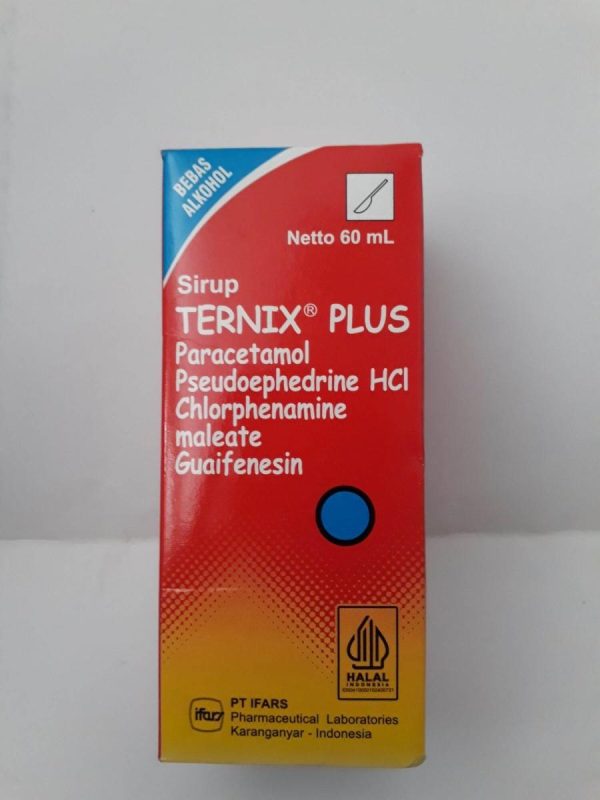 BEBAS
ALKOHOL
Netto 60 mL
Sirup
TERNIX® PLUS
Paracetamol
Pseudoephedrine HCl
Chlorphenamine
maleate
Guaifenesin
HALAL
INDONESIA
ifars
PT IFARS
Pharmaceutical Laboratories
Karanganyar - Indonesia